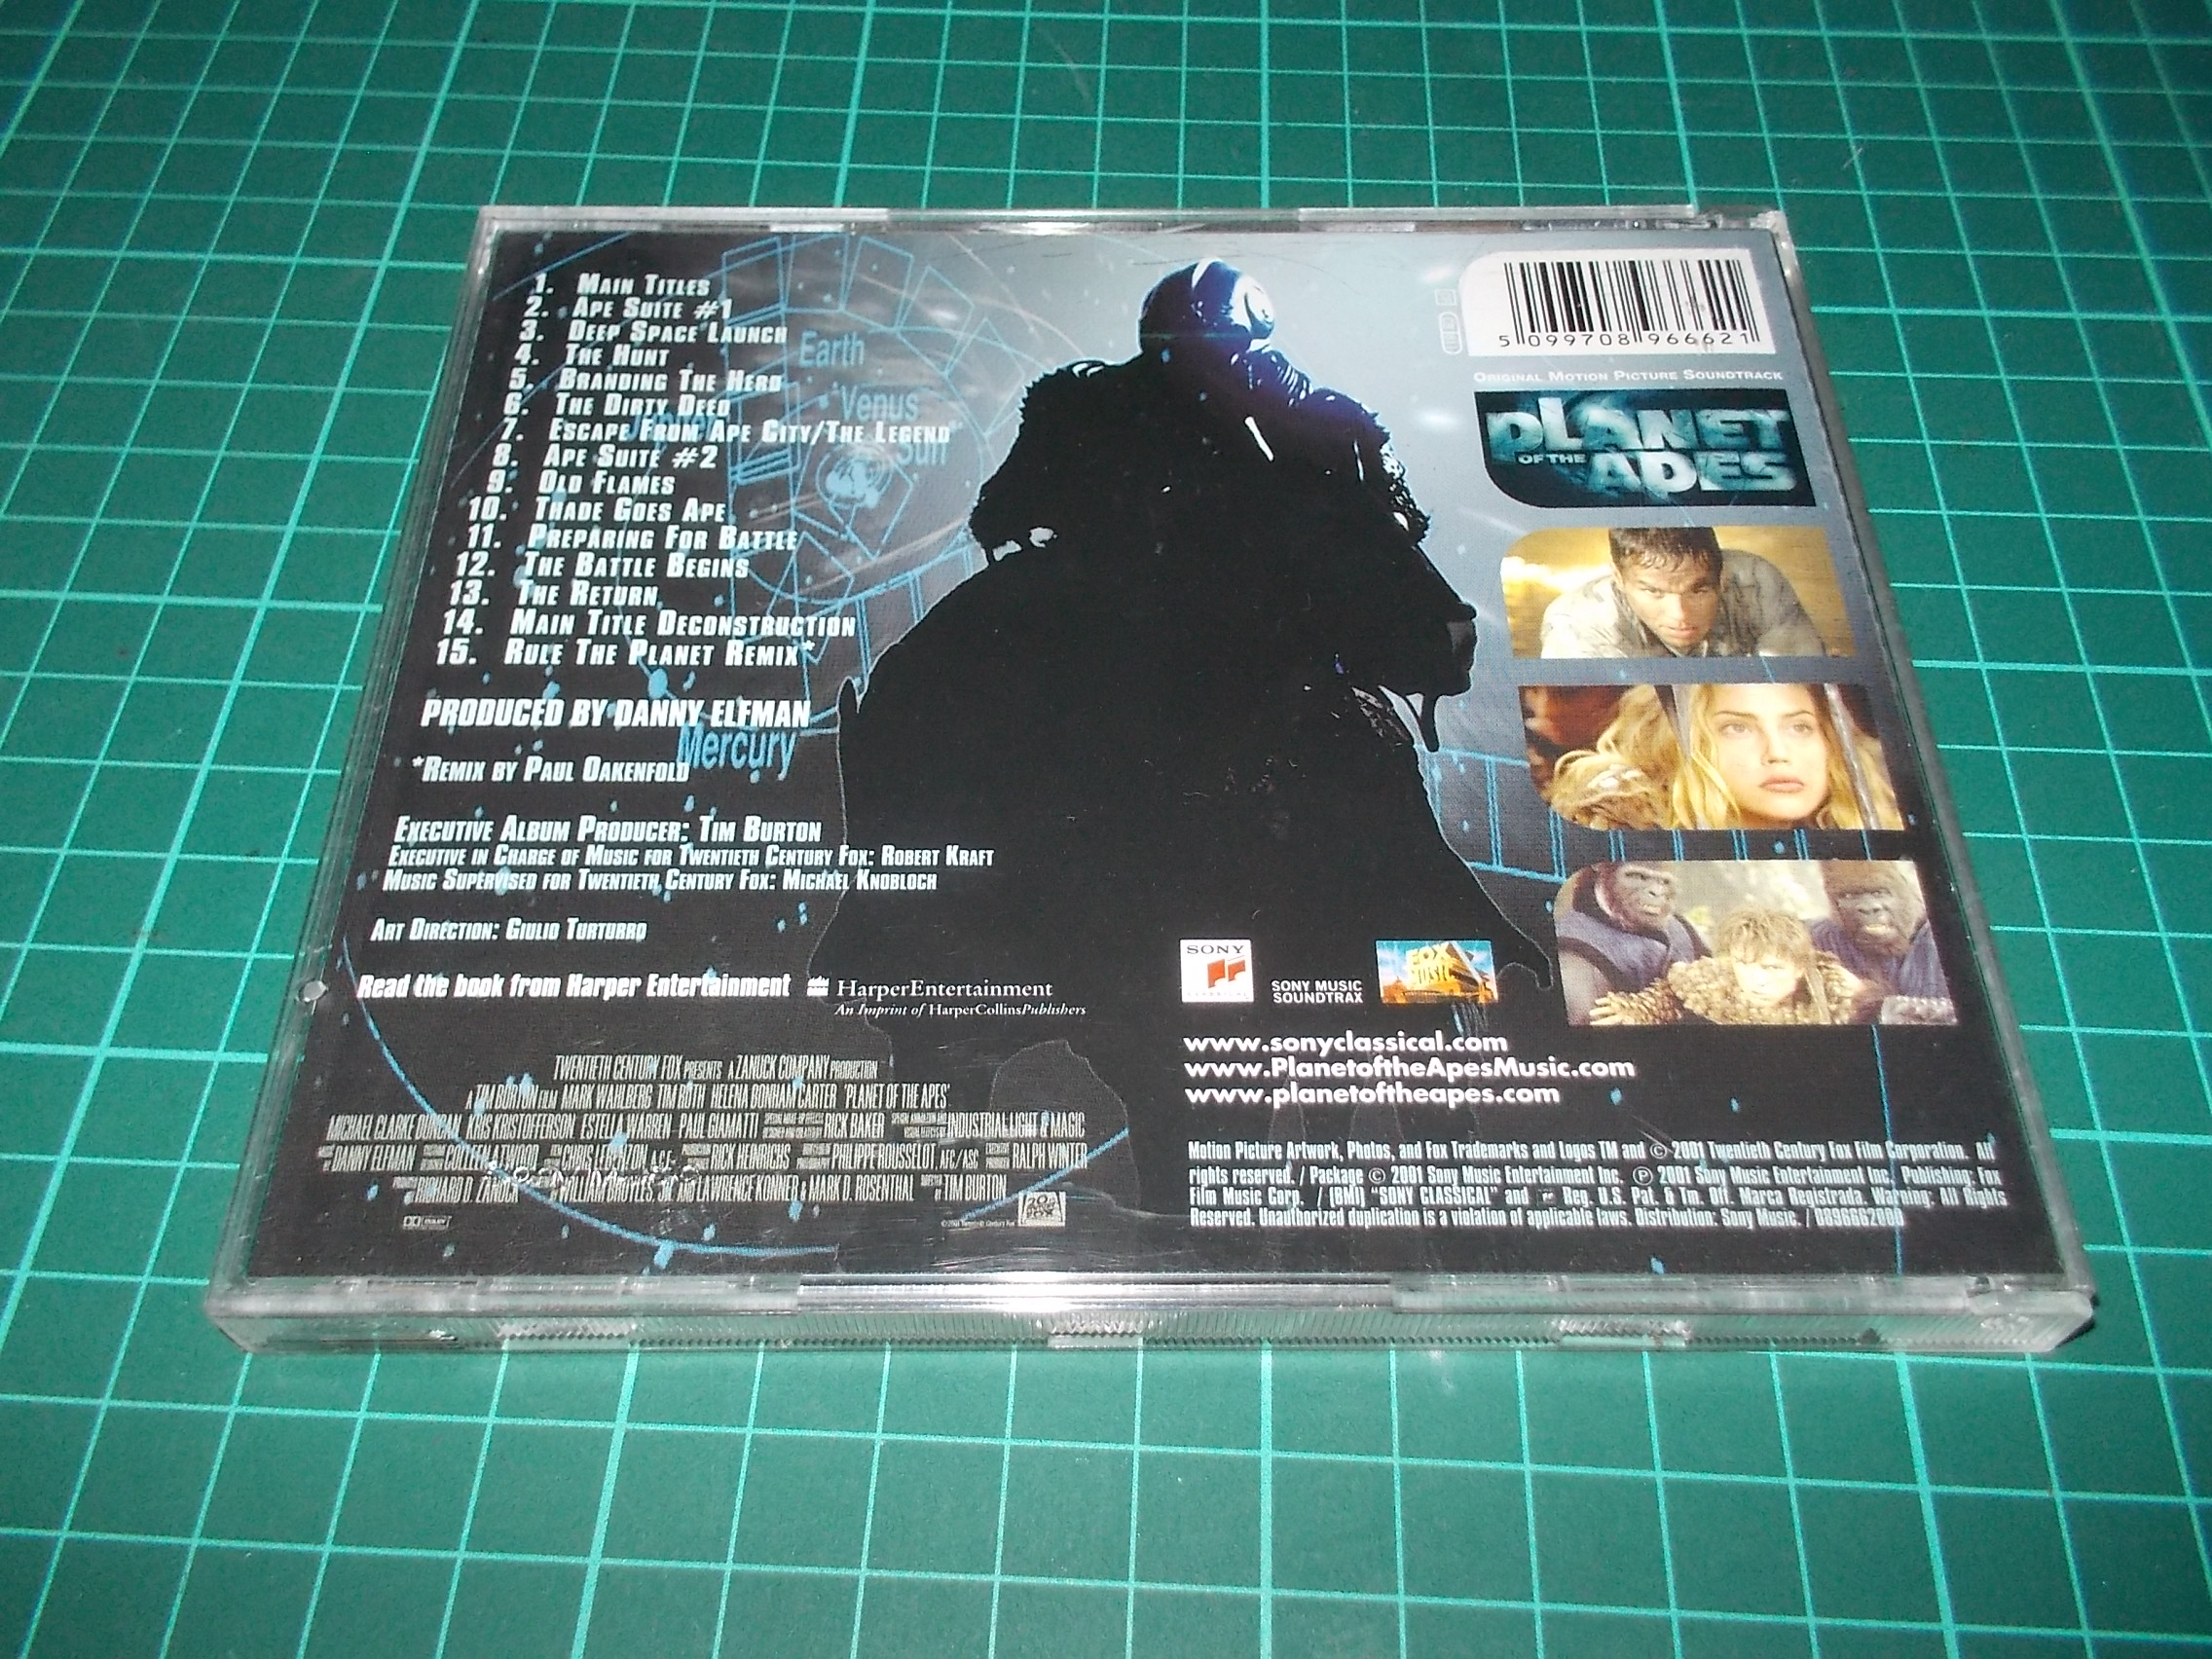 1. Main Titles
2. Ape Suite #1
3. Deep Space Launch
4. The Hunt
5. Branding The Herd
6. The Dirty Deed
7. Escape From Ape City/The Legend
8. Ape Suite #2
9. Old Flames
10. Thade Goes Ape
11. Preparing For Battle
12. The Battle Begins
13. The Return
14. Main Title Deconstruction
15. Rule The Planet Remix*
PRODUCED BY DANNY ELFMAN
*Remix by Paul Oakenfold
Executive Album Producer: Tim Burton
Executive in Charge of Music for Twentieth Century Fox: Robert Kraft
Music Supervised for Twentieth Century Fox: Michael Knobloch
Art Direction: Giulio Turturro
Read the book from Harper Entertainment
HarperEntertainment
An Imprint of HarperCollinsPublishers
Earth
Venus
Sun
Mercury
5 099708 966621
Original Motion Picture Soundtrack
PLANET
OF THE APES
SONY
CLASSICAL
SONY MUSIC
SOUNDTRAX
FOX
MUSIC
www.sonyclassical.com
www.PlanetoftheApesMusic.com
www.planetoftheapes.com
TWENTIETH CENTURY FOX PRESENTS A ZANUCK COMPANY PRODUCTION
A TIM BURTON FILM MARK WAHLBERG TIM ROTH HELENA BONHAM CARTER 'PLANET OF THE APES'
MICHAEL CLARKE DUNCAN KRIS KRISTOFFERSON ESTELLA WARREN PAUL GIAMATTI RICK BAKER INDUSTRIAL LIGHT & MAGIC
DANNY ELFMAN COLLEEN ATWOOD CHRIS LEBENZON, A.C.E. RICK HEINRICHS PHILIPPE ROUSSELOT, AFC/ASC RALPH WINTER
RICHARD D. ZANUCK WILLIAM BROYLES, JR. AND LAWRENCE KONNER & MARK D. ROSENTHAL TIM BURTON
Motion Picture Artwork, Photos, and Fox Trademarks and Logos TM and © 2001 Twentieth Century Fox Film Corporation. All
rights reserved. / Package © 2001 Sony Music Entertainment Inc. ℗ 2001 Sony Music Entertainment Inc. / Publishing: Fox
Film Music Corp. / (BMI) "SONY CLASSICAL" and Reg. U.S. Pat. & Tm. Off. Marca Registrada. Warning: All Rights
Reserved. Unauthorized duplication is a violation of applicable laws. Distribution: Sony Music. / 0896662000